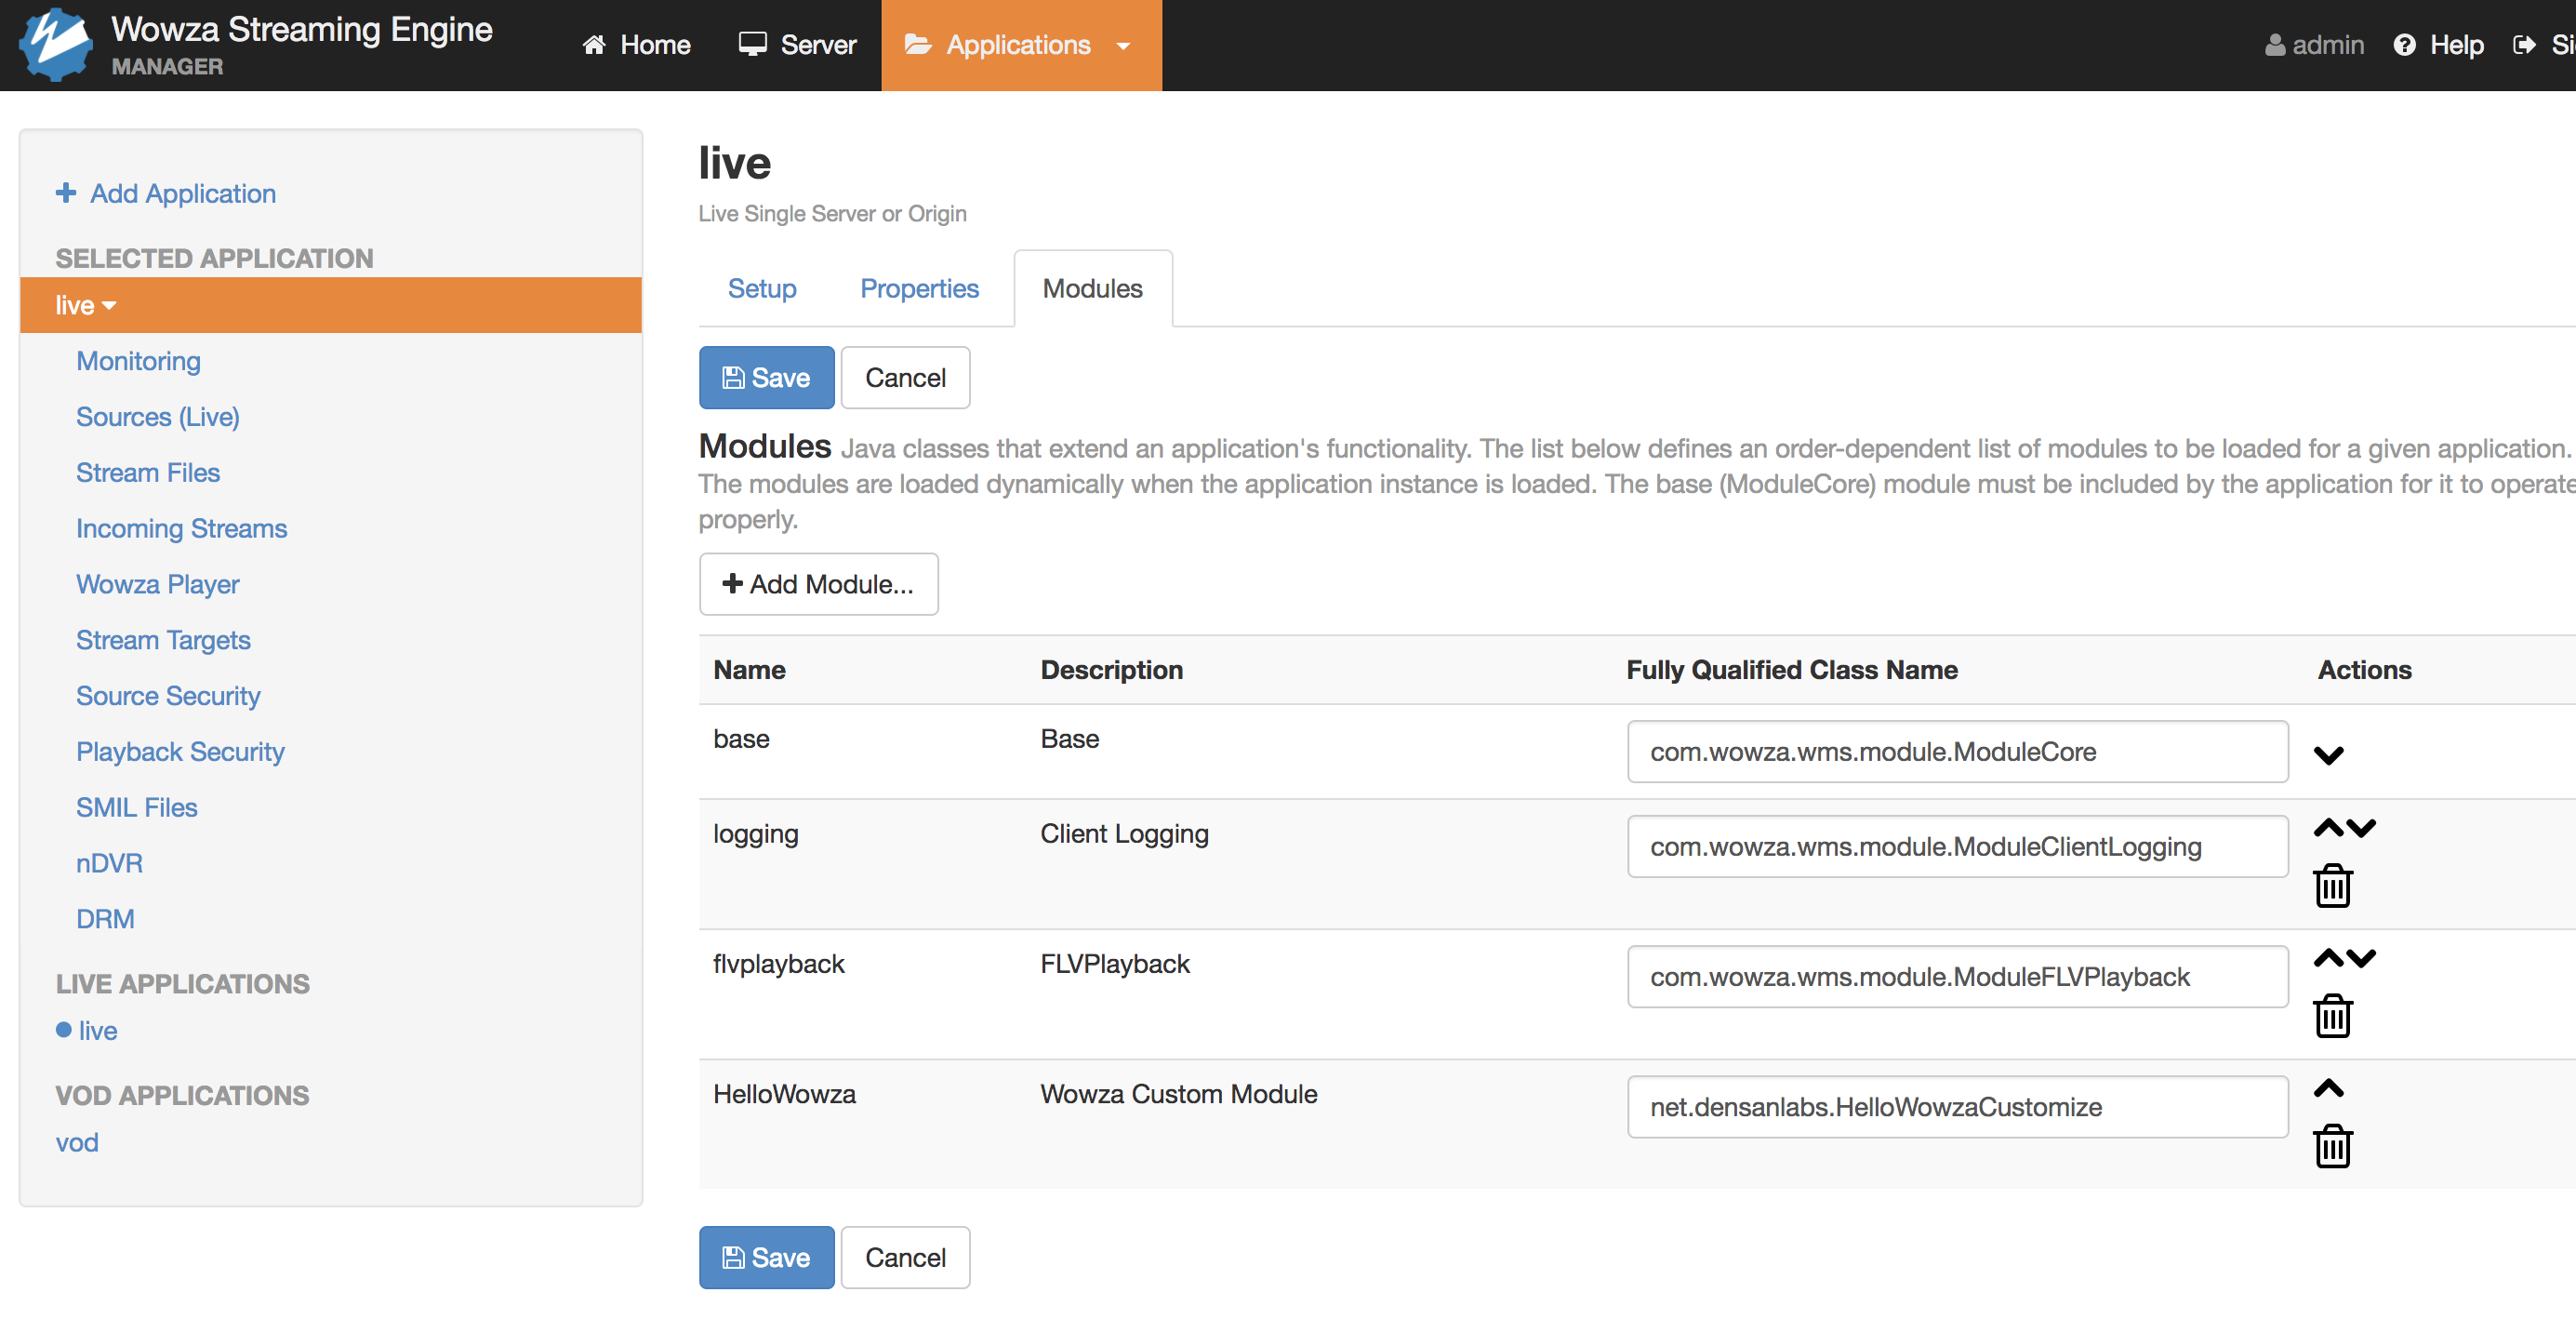 Wowza Streaming Engine
MANAGER
Home
Server
Applications
admin
Help
Add Application
SELECTED APPLICATION
live
Monitoring
Sources (Live)
Stream Files
Incoming Streams
Wowza Player
Stream Targets
Source Security
Playback Security
SMIL Files
nDVR
DRM
LIVE APPLICATIONS
live
VOD APPLICATIONS
vod
live
Live Single Server or Origin
Setup Properties Modules
Save Cancel
Modules Java classes that extend an application's functionality. The list below defines an order-dependent list of modules to be loaded for a given application.
The modules are loaded dynamically when the application instance is loaded. The base (ModuleCore) module must be included by the application for it to operate
properly.
Add Module...
Name Description Fully Qualified Class Name Actions
base Base com.wowza.wms.module.ModuleCore
logging Client Logging com.wowza.wms.module.ModuleClientLogging
flvplayback FLVPlayback com.wowza.wms.module.ModuleFLVPlayback
HelloWowza Wowza Custom Module net.densanlabs.HelloWowzaCustomize
Save Cancel